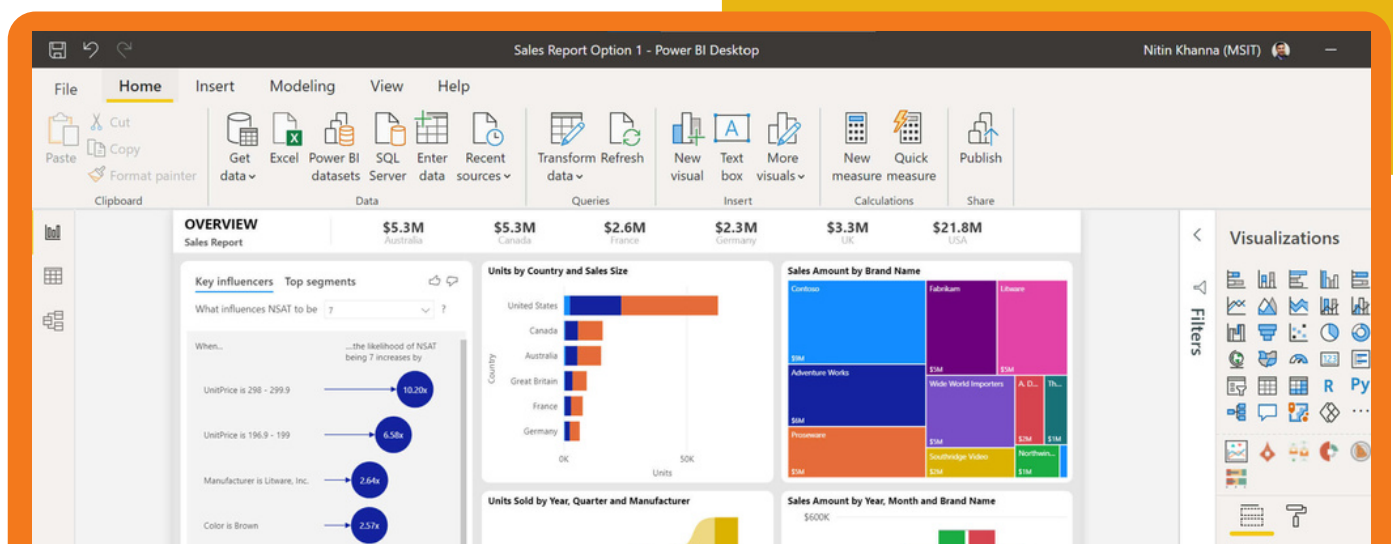 Sales Report Option 1 - Power BI Desktop
Nitin Khanna (MSIT)
File
Home
Insert
Modeling
View
Help
Paste
Cut
Copy
Format painter
Clipboard
Get data
Excel
Power BI datasets
SQL Server
Enter data
Recent sources
Data
Transform data
Refresh
Queries
New visual
Text box
More visuals
Insert
New measure
Quick measure
Calculations
Publish
Share
OVERVIEW
Sales Report
$5.3M
Australia
$5.3M
Canada
$2.6M
France
$2.3M
Germany
$3.3M
UK
$21.8M
USA
Key influencers
Top segments
What influences NSAT to be 7 ?
When...
...the likelihood of NSAT
being 7 increases by
UnitPrice is 298 - 299.9
10.20x
UnitPrice is 196.9 - 199
6.58x
Manufacturer is Litware, Inc.
2.64x
Color is Brown
2.57x
Units by Country and Sales Size
Country
United States
Canada
Australia
Great Britain
France
Germany
0K
50K
Units
Sales Amount by Brand Name
Contoso
$9M
Adventure Works
$6M
Proseware
$5M
Fabrikam
$5M
Litware
$5M
Wide World Importers
$5M
A. D...
$2M
Th...
$1M
Southridge Video
$2M
Northwin...
$1M
Units Sold by Year, Quarter and Manufacturer
Sales Amount by Year, Month and Brand Name
$600K
Filters
Visualizations
123
R
Py
...